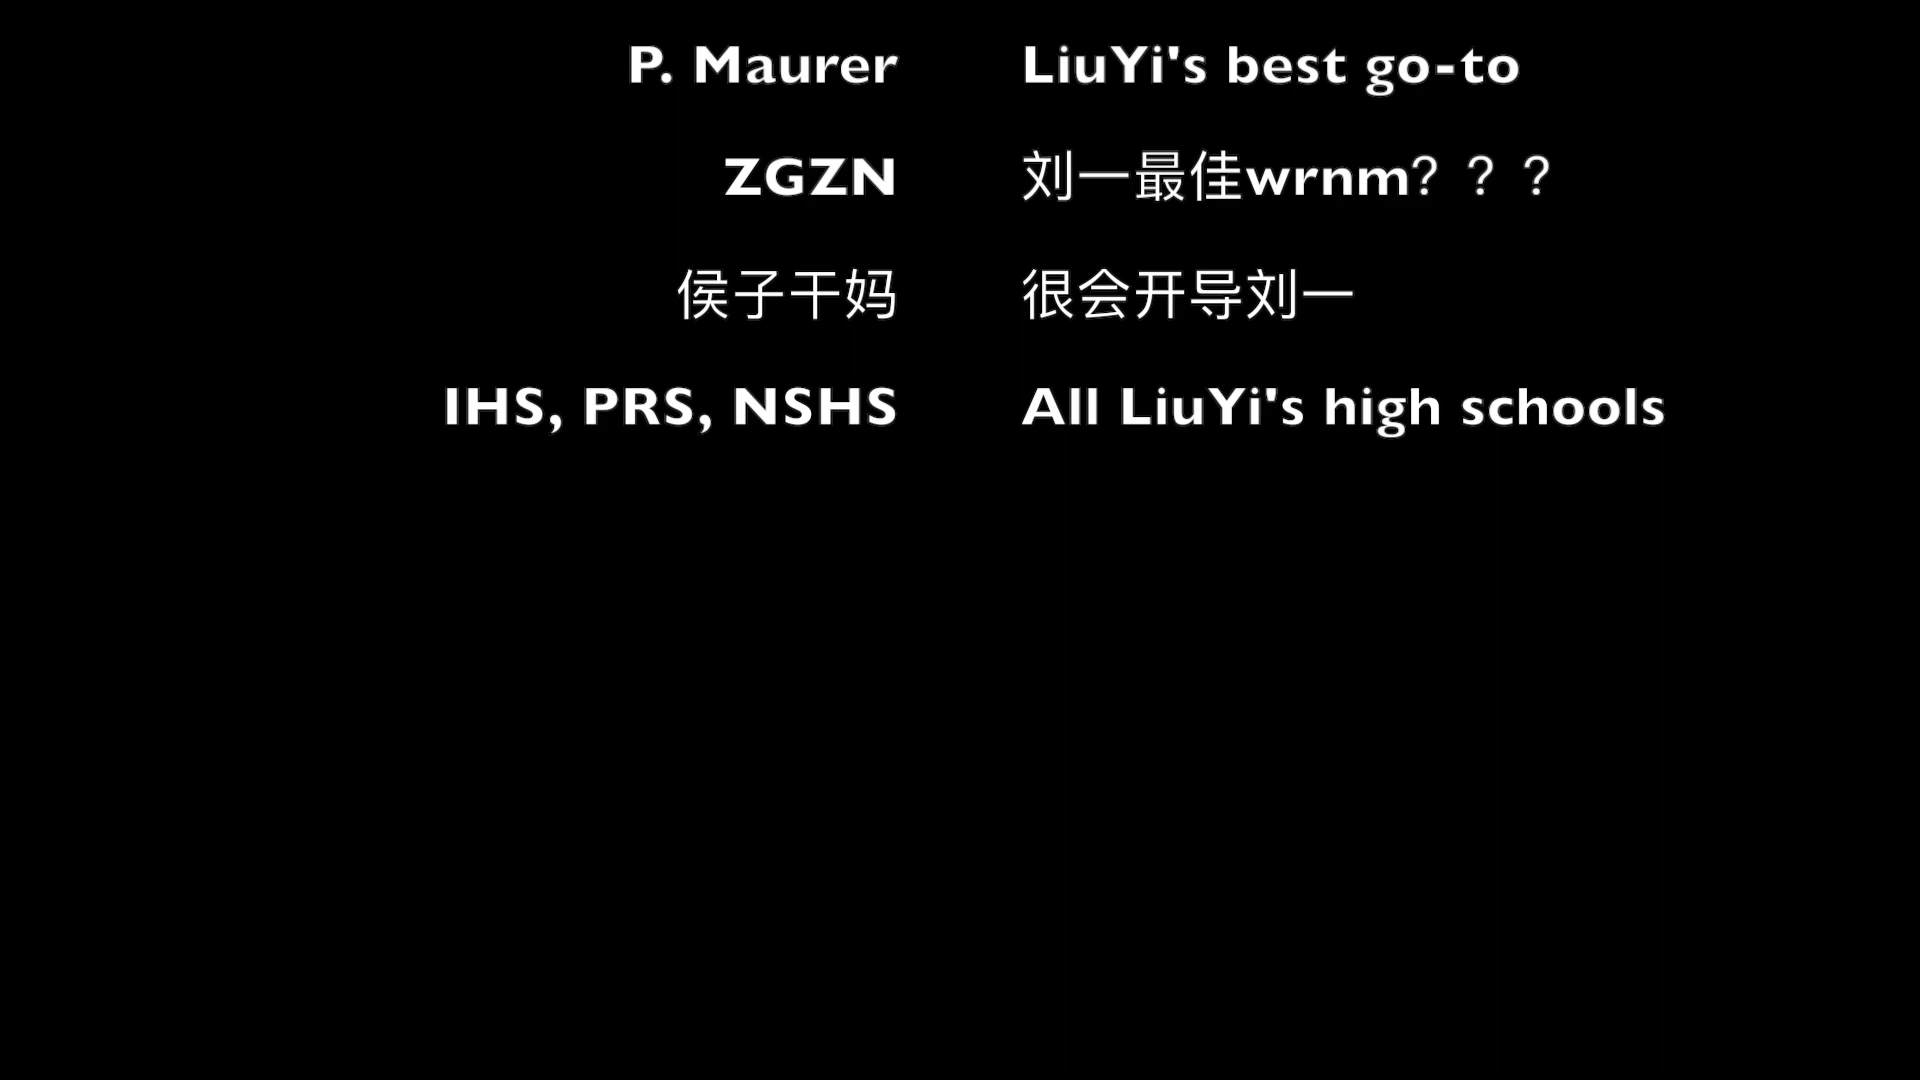 P. Maurer LiuYi's best go-to
ZGZN 刘一最佳wrnm？？？
侯子干妈 很会开导刘一
IHS, PRS, NSHS All LiuYi's high schools